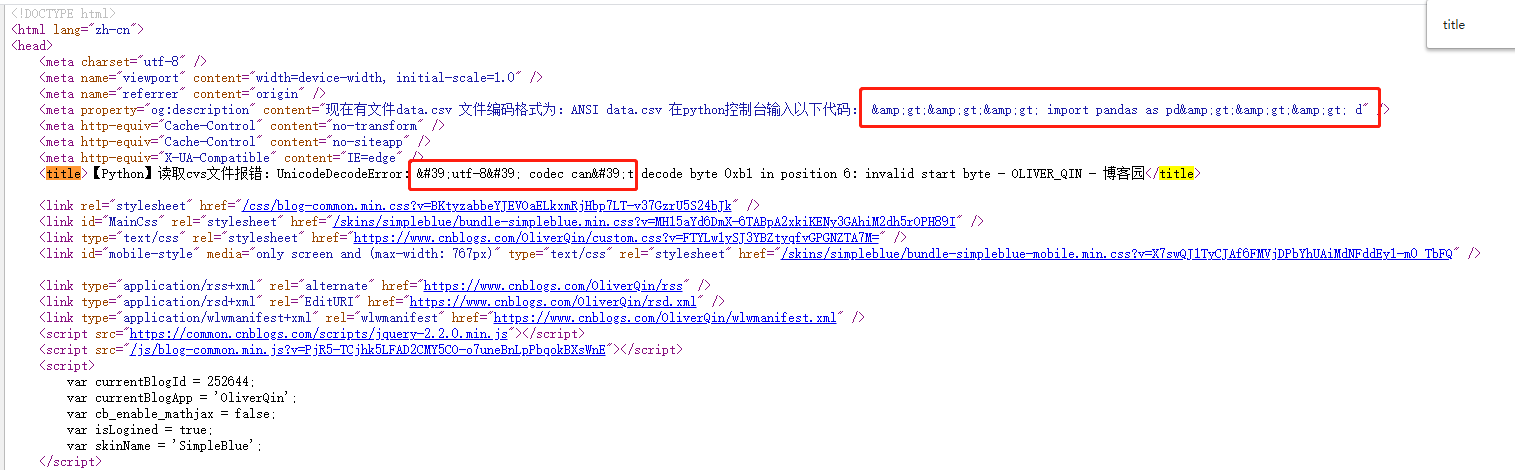 <!DOCTYPE html>
title
<html lang="zh-cn">
<head>
<meta charset="utf-8" />
<meta name="viewport" content="width=device-width, initial-scale=1.0" />
<meta name="referrer" content="origin" />
<meta property="og:description" content="现在有文件data.csv 文件编码格式为：ANSI data.csv 在python控制台输入以下代码： &amp;gt;&amp;gt;&amp;gt; import pandas as pd&amp;gt;&amp;gt;&amp;gt; d" />
<meta http-equiv="Cache-Control" content="no-transform" />
<meta http-equiv="Cache-Control" content="no-siteapp" />
<meta http-equiv="X-UA-Compatible" content="IE=edge" />
<title>【Python】读取cvs文件报错：UnicodeDecodeError: &#39;utf-8&#39; codec can&#39;t decode byte 0xb1 in position 6: invalid start byte - OLIVER_QIN - 博客园</title>
<link rel="stylesheet" href="/css/blog-common.min.css?v=BKtyzabbeYJEVOaELkxmRjHbp7LT-v37GzrU5S24bJk" />
<link id="MainCss" rel="stylesheet" href="/skins/simpleblue/bundle-simpleblue.min.css?v=MH15aYd6DmX-6TABpA2xkiKENy3GAhiM2dh5rOPH89I" />
<link type="text/css" rel="stylesheet" href="https://www.cnblogs.com/OliverQin/custom.css?v=FTYLwlySJ3YBZtyqfvGPGNZTA7M=" />
<link id="mobile-style" media="only screen and (max-width: 767px)" type="text/css" rel="stylesheet" href="/skins/simpleblue/bundle-simpleblue-mobile.min.css?v=X7swQJ1TyCJAf6FMVjDPbYhUAiMdNFddEy1-mO_TbFQ" />
<link type="application/rss+xml" rel="alternate" href="https://www.cnblogs.com/OliverQin/rss" />
<link type="application/rsd+xml" rel="EditURI" href="https://www.cnblogs.com/OliverQin/rsd.xml" />
<link type="application/wlwmanifest+xml" rel="wlwmanifest" href="https://www.cnblogs.com/OliverQin/wlwmanifest.xml" />
<script src="https://common.cnblogs.com/scripts/jquery-2.2.0.min.js"></script>
<script src="/js/blog-common.min.js?v=PjR5-TCjhk5LFAD2CMY5CO-o7uneBnLpPbqokBXsWnE"></script>
<script>
var currentBlogId = 252644;
var currentBlogApp = 'OliverQin';
var cb_enable_mathjax = false;
var isLogined = true;
var skinName = 'SimpleBlue';
</script>